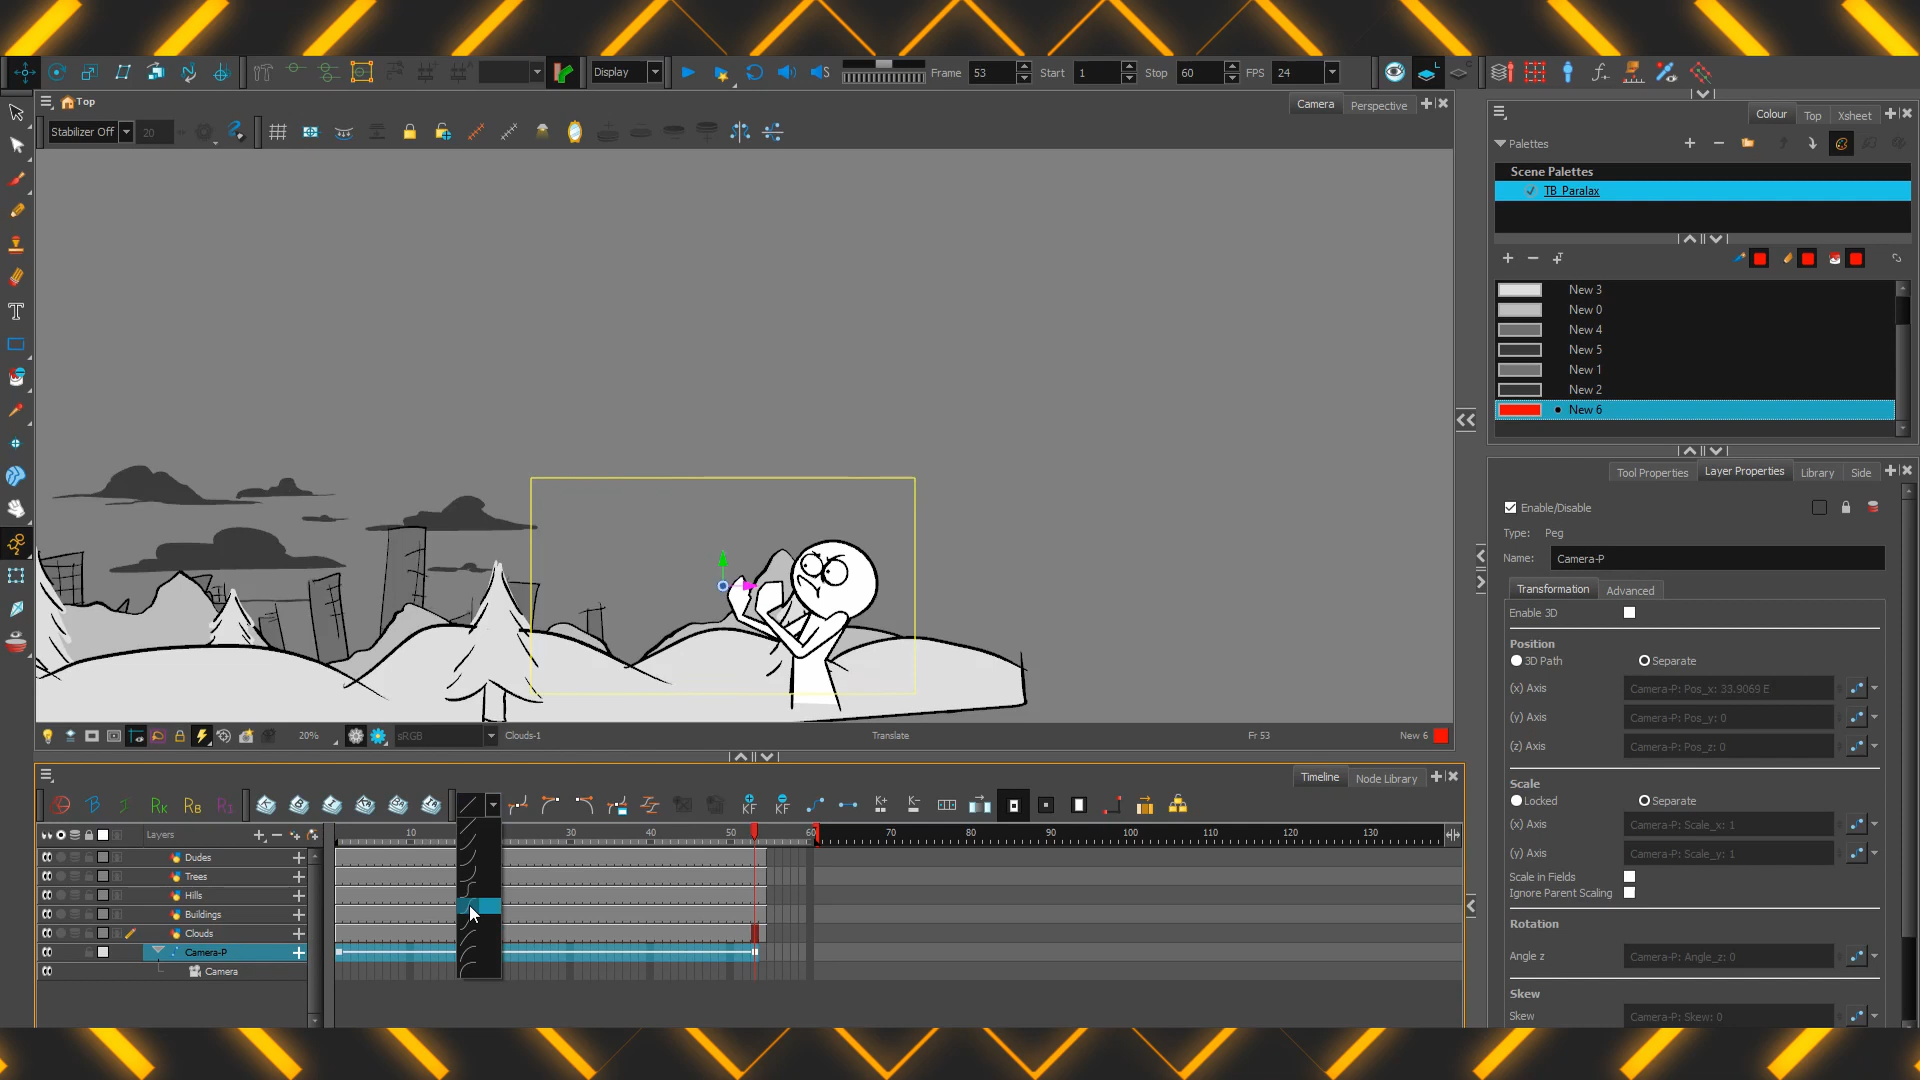 Display
Frame 53 Start 1 Stop 60 FPS 24
Top
Camera Perspective
Stabilizer Off 20
Colour Top Xsheet
Palettes
Scene Palettes
TB_Paralax
New 3
New 0
New 4
New 5
New 1
New 2
New 6
Tool Properties Layer Properties Library Side
Enable/Disable
Type: Peg
Name: Camera-P
Transformation Advanced
Enable 3D
Position
3D Path Separate
(x) Axis Camera-P: Pos_x: 33.9069 E
(y) Axis Camera-P: Pos_y: 0
(z) Axis Camera-P: Pos_z: 0
Scale
Locked Separate
(x) Axis Camera-P: Scale_x: 1
(y) Axis Camera-P: Scale_y: 1
Scale in Fields
Ignore Parent Scaling
Rotation
Angle z Camera-P: Angle_z: 0
Skew
Skew Camera-P: Skew: 0
20% sRGB Clouds-1 Translate Fr 53 New 6
Timeline Node Library
Layers
10 30 40 50 60 70 80 90 100 110 120 130
Dudes
Trees
Hills
Buildings
Clouds
Camera-P
Camera